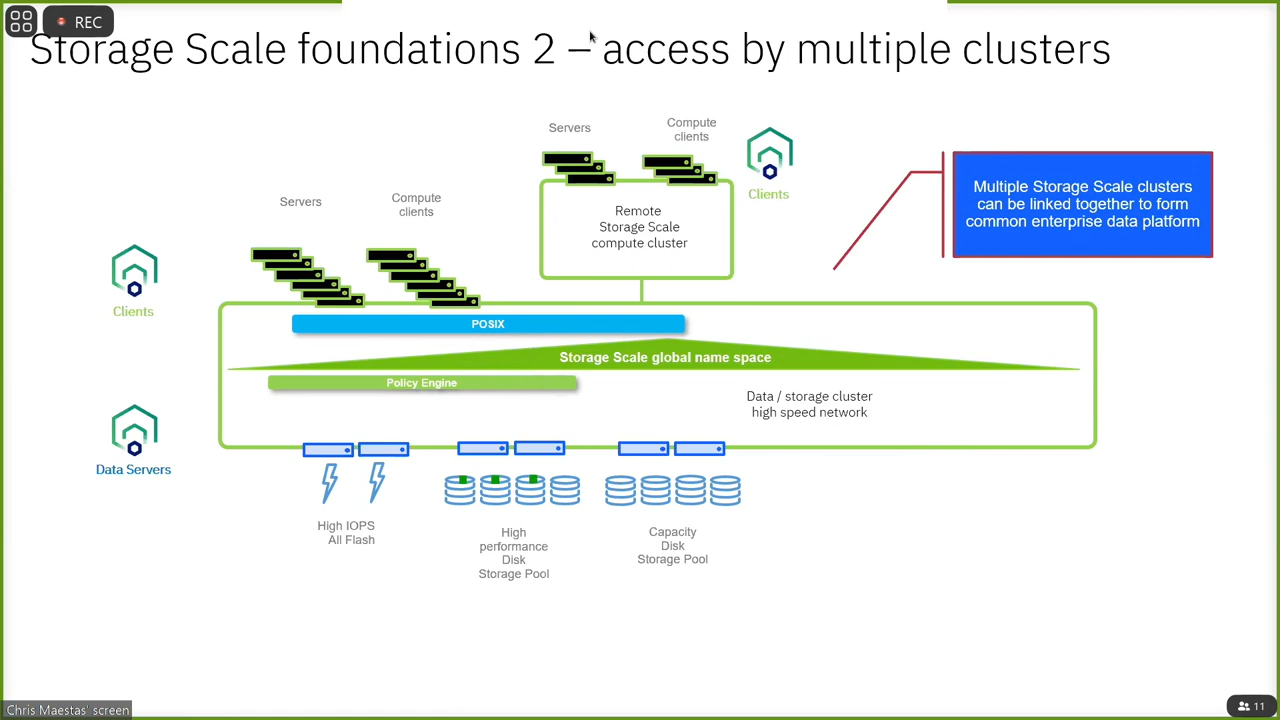 REC
Storage Scale foundations 2 – access by multiple clusters
Servers
Compute
clients
Clients
Remote
Storage Scale
compute cluster
Multiple Storage Scale clusters
can be linked together to form
common enterprise data platform
Servers
Compute
clients
Clients
POSIX
Storage Scale global name space
Policy Engine
Data / storage cluster
high speed network
Data Servers
High IOPS
All Flash
High
performance
Disk
Storage Pool
Capacity
Disk
Storage Pool
Chris Maestas' screen
11